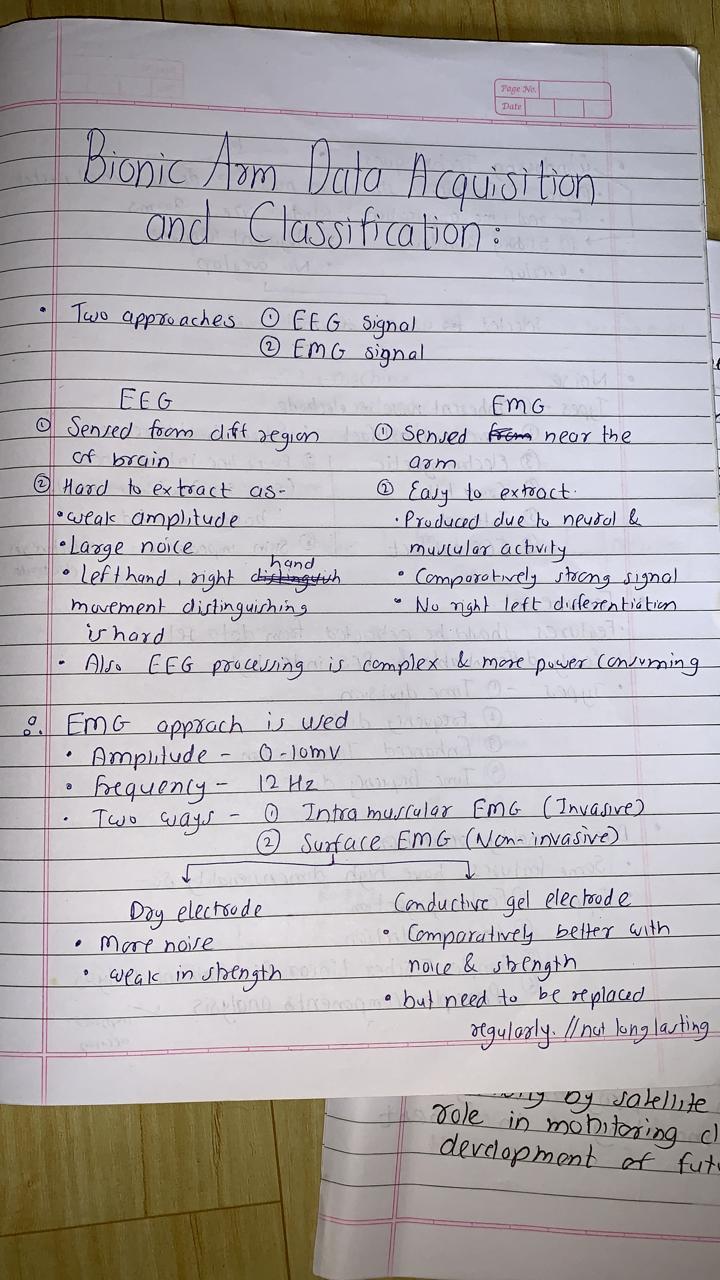 Page No.
Date
Bionic Arm Data Acquisition
and Classification:
• Two approaches ① EEG signal
② EMG signal
EEG
① Sensed from diff region
of brain
② Hard to extract as-
• weak amplitude
• Large noice
• left hand, right hand
movement distinguishing
is hard
EMG
① Sensed from near the
arm
② Easy to extract.
• Produced due to neural &
muscular activity
• Comparatively strong signal
• No right left differentiation
• Also EEG processing is complex & more power consuming
EMG apprach is used
• Amplitude - 0-10mV
• Frequency - 12 Hz
• Two ways - ① Intra muscular EMG (Invasive)
② Surface EMG (Non-invasive)
Dry electrode
• More noise
• weak in strength
Conductive gel electrode
• Comparatively better with
noice & strength
• but need to be replaced
regularly. // not long lasting
by satellite
role in monitoring
development of